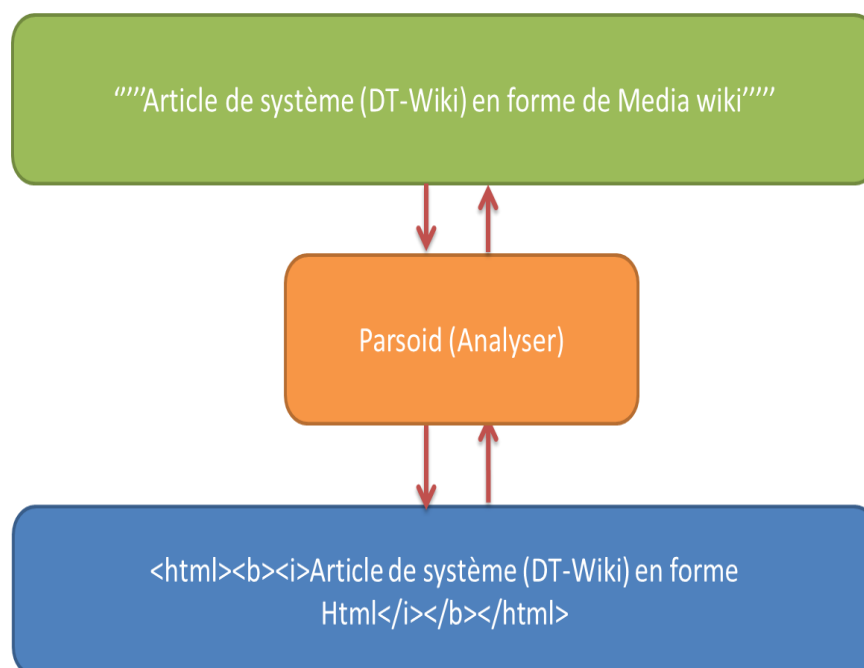 ‘’’’’Article de système (DT-Wiki) en forme de Media wiki’’’’’
Parsoid (Analyser)
<html><b><i>Article de système (DT-Wiki) en forme
Html</i></b></html>